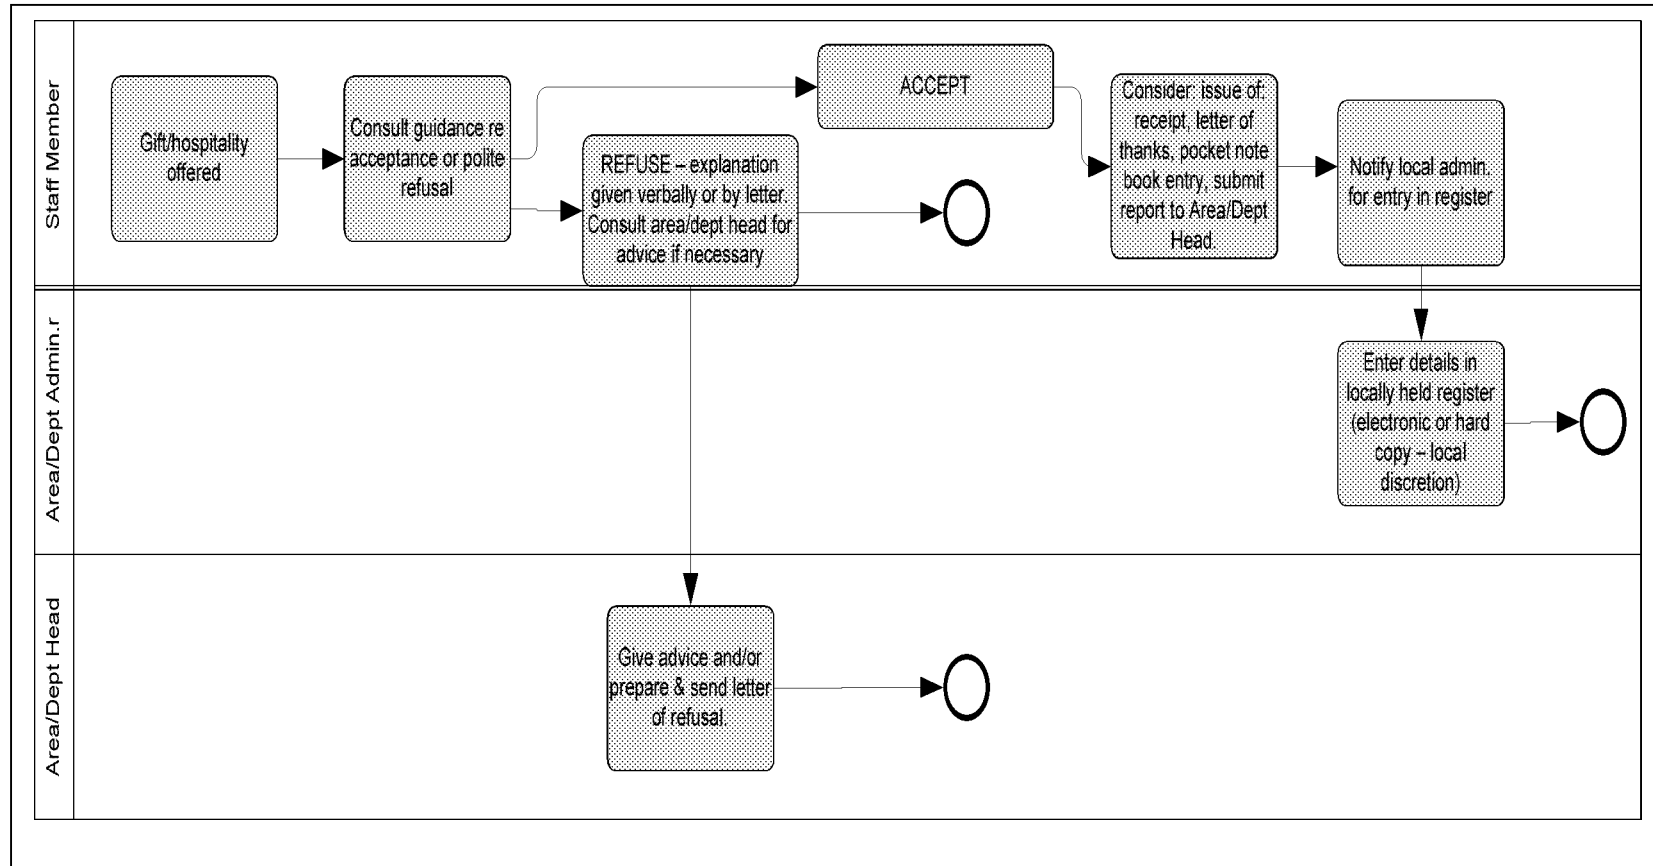 Staff Member
Gift/hospitality
offered
Consult guidance re
acceptance or polite
refusal
ACCEPT
REFUSE – explanation
given verbally or by letter.
Consult area/dept head for
advice if necessary
Consider: issue of:
receipt, letter of
thanks, pocket note
book entry, submit
report to Area/Dept
Head.
Notify local admin.
for entry in register
Area/Dept Admin.r
Enter details in
locally held register
(electronic or hard
copy – local
discretion)
Area/Dept Head
Give advice and/or
prepare & send letter
of refusal.